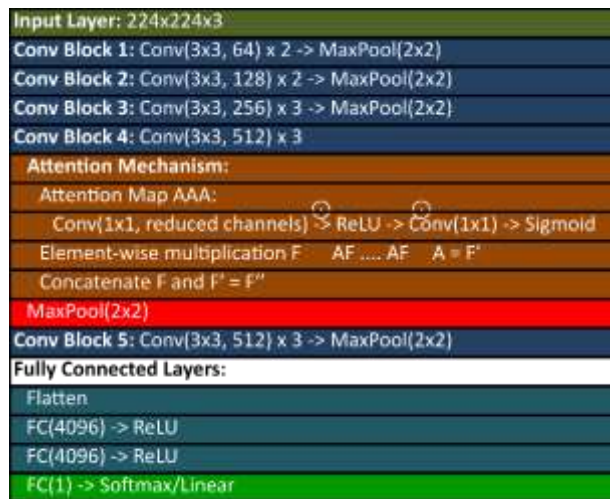 Input Layer: 224x224x3
Conv Block 1: Conv(3x3, 64) x 2 -> MaxPool(2x2)
Conv Block 2: Conv(3x3, 128) x 2 -> MaxPool(2x2)
Conv Block 3: Conv(3x3, 256) x 3 -> MaxPool(2x2)
Conv Block 4: Conv(3x3, 512) x 3
Attention Mechanism:
Attention Map AAA:
Conv(1x1, reduced channels) -> ReLU -> Conv(1x1) -> Sigmoid
Element-wise multiplication F AF .... AF A = F'
Concatenate F and F' = F''
MaxPool(2x2)
Conv Block 5: Conv(3x3, 512) x 3 -> MaxPool(2x2)
Fully Connected Layers:
Flatten
FC(4096) -> ReLU
FC(4096) -> ReLU
FC(1) -> Softmax/Linear